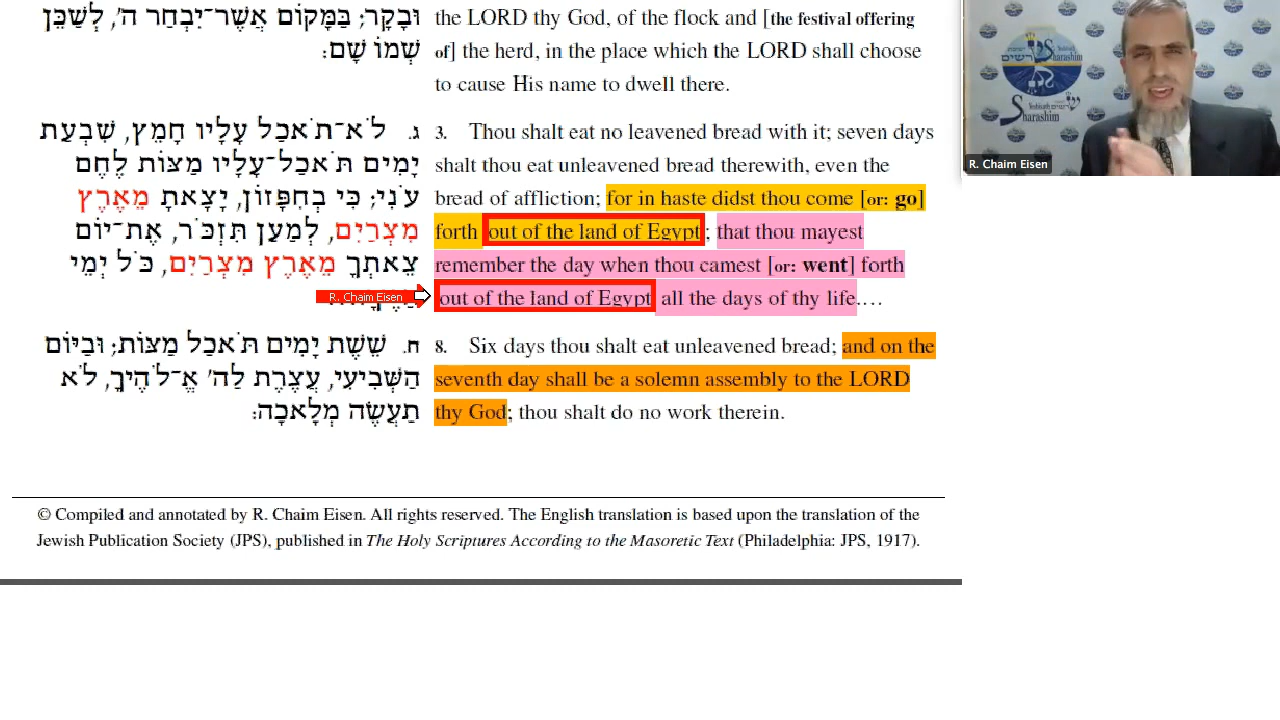 וּבָקָר; בַּמָּקוֹם אֲשֶׁר־יִבְחַר ה', לְשַׁכֵּן
שְׁמוֹ שָׁם:
the LORD thy God, of the flock and [the festival offering
of] the herd, in the place which the LORD shall choose
to cause His name to dwell there.
ג. לֹא־תֹאכַל עָלָיו חָמֵץ, שִׁבְעַת
יָמִים תֹּאכַל־עָלָיו מַצּוֹת לֶחֶם
עֹנִי; כִּי בְחִפָּזוֹן, יָצָאתָ מֵאֶרֶץ
מִצְרַיִם, לְמַעַן תִּזְכֹּר, אֶת־יוֹם
צֵאתְךָ מֵאֶרֶץ מִצְרַיִם, כֹּל יְמֵי
3. Thou shalt eat no leavened bread with it; seven days
shalt thou eat unleavened bread therewith, even the
bread of affliction; for in haste didst thou come [or: go]
forth out of the land of Egypt; that thou mayest
remember the day when thou camest [or: went] forth
out of the land of Egypt all the days of thy life....
R. Chaim Eisen
ח. שֵׁשֶׁת יָמִים תֹּאכַל מַצּוֹת; וּבַיּוֹם
הַשְּׁבִיעִי, עֲצֶרֶת לַה' אֱ־לֹהֶיךָ, לֹא
תַעֲשֶׂה מְלָאכָה:
8. Six days thou shalt eat unleavened bread; and on the
seventh day shall be a solemn assembly to the LORD
thy God; thou shalt do no work therein.
© Compiled and annotated by R. Chaim Eisen. All rights reserved. The English translation is based upon the translation of the
Jewish Publication Society (JPS), published in The Holy Scriptures According to the Masoretic Text (Philadelphia: JPS, 1917).
Yeshivath
Sharashim
R. Chaim Eisen